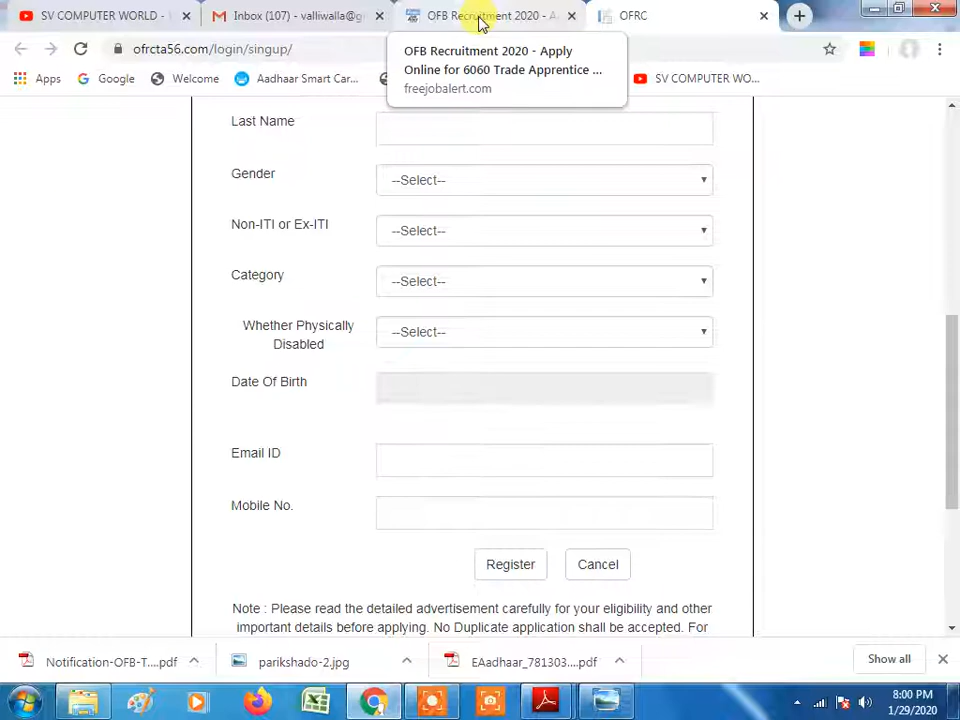 SV COMPUTER WORLD -
Inbox (107) - valliwalla@g
OFB Recruitment 2020 - A
OFRC
ofrcta56.com/login/singup/
Apps
Google
Welcome
Aadhaar Smart Car...
SV COMPUTER WO...
OFB Recruitment 2020 - Apply
Online for 6060 Trade Apprentice ...
freejobalert.com
Last Name
Gender
--Select--
Non-ITI or Ex-ITI
--Select--
Category
--Select--
Whether Physically
Disabled
--Select--
Date Of Birth
Email ID
Mobile No.
Register
Cancel
Note : Please read the detailed advertisement carefully for your eligibility and other
important details before applying. No Duplicate application shall be accepted. For
Notification-OFB-T....pdf
parikshado-2.jpg
EAadhaar_781303....pdf
Show all
8:00 PM
1/29/2020